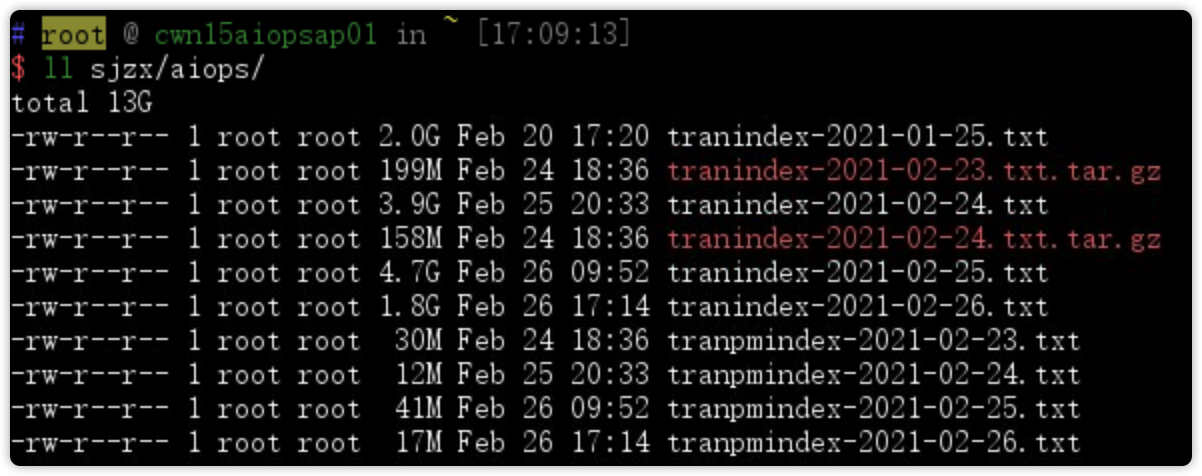 # root @ cwnl5aiopsap01 in ~ [17:09:13]
$ ll sjzx/aiops/
total 13G
-rw-r--r-- 1 root root 2.0G Feb 20 17:20 tranindex-2021-01-25.txt
-rw-r--r-- 1 root root 199M Feb 24 18:36 tranindex-2021-02-23.txt.tar.gz
-rw-r--r-- 1 root root 3.9G Feb 25 20:33 tranindex-2021-02-24.txt
-rw-r--r-- 1 root root 158M Feb 24 18:36 tranindex-2021-02-24.txt.tar.gz
-rw-r--r-- 1 root root 4.7G Feb 26 09:52 tranindex-2021-02-25.txt
-rw-r--r-- 1 root root 1.8G Feb 26 17:14 tranindex-2021-02-26.txt
-rw-r--r-- 1 root root  30M Feb 24 18:36 tranpmindex-2021-02-23.txt
-rw-r--r-- 1 root root  12M Feb 25 20:33 tranpmindex-2021-02-24.txt
-rw-r--r-- 1 root root  41M Feb 26 09:52 tranpmindex-2021-02-25.txt
-rw-r--r-- 1 root root  17M Feb 26 17:14 tranpmindex-2021-02-26.txt